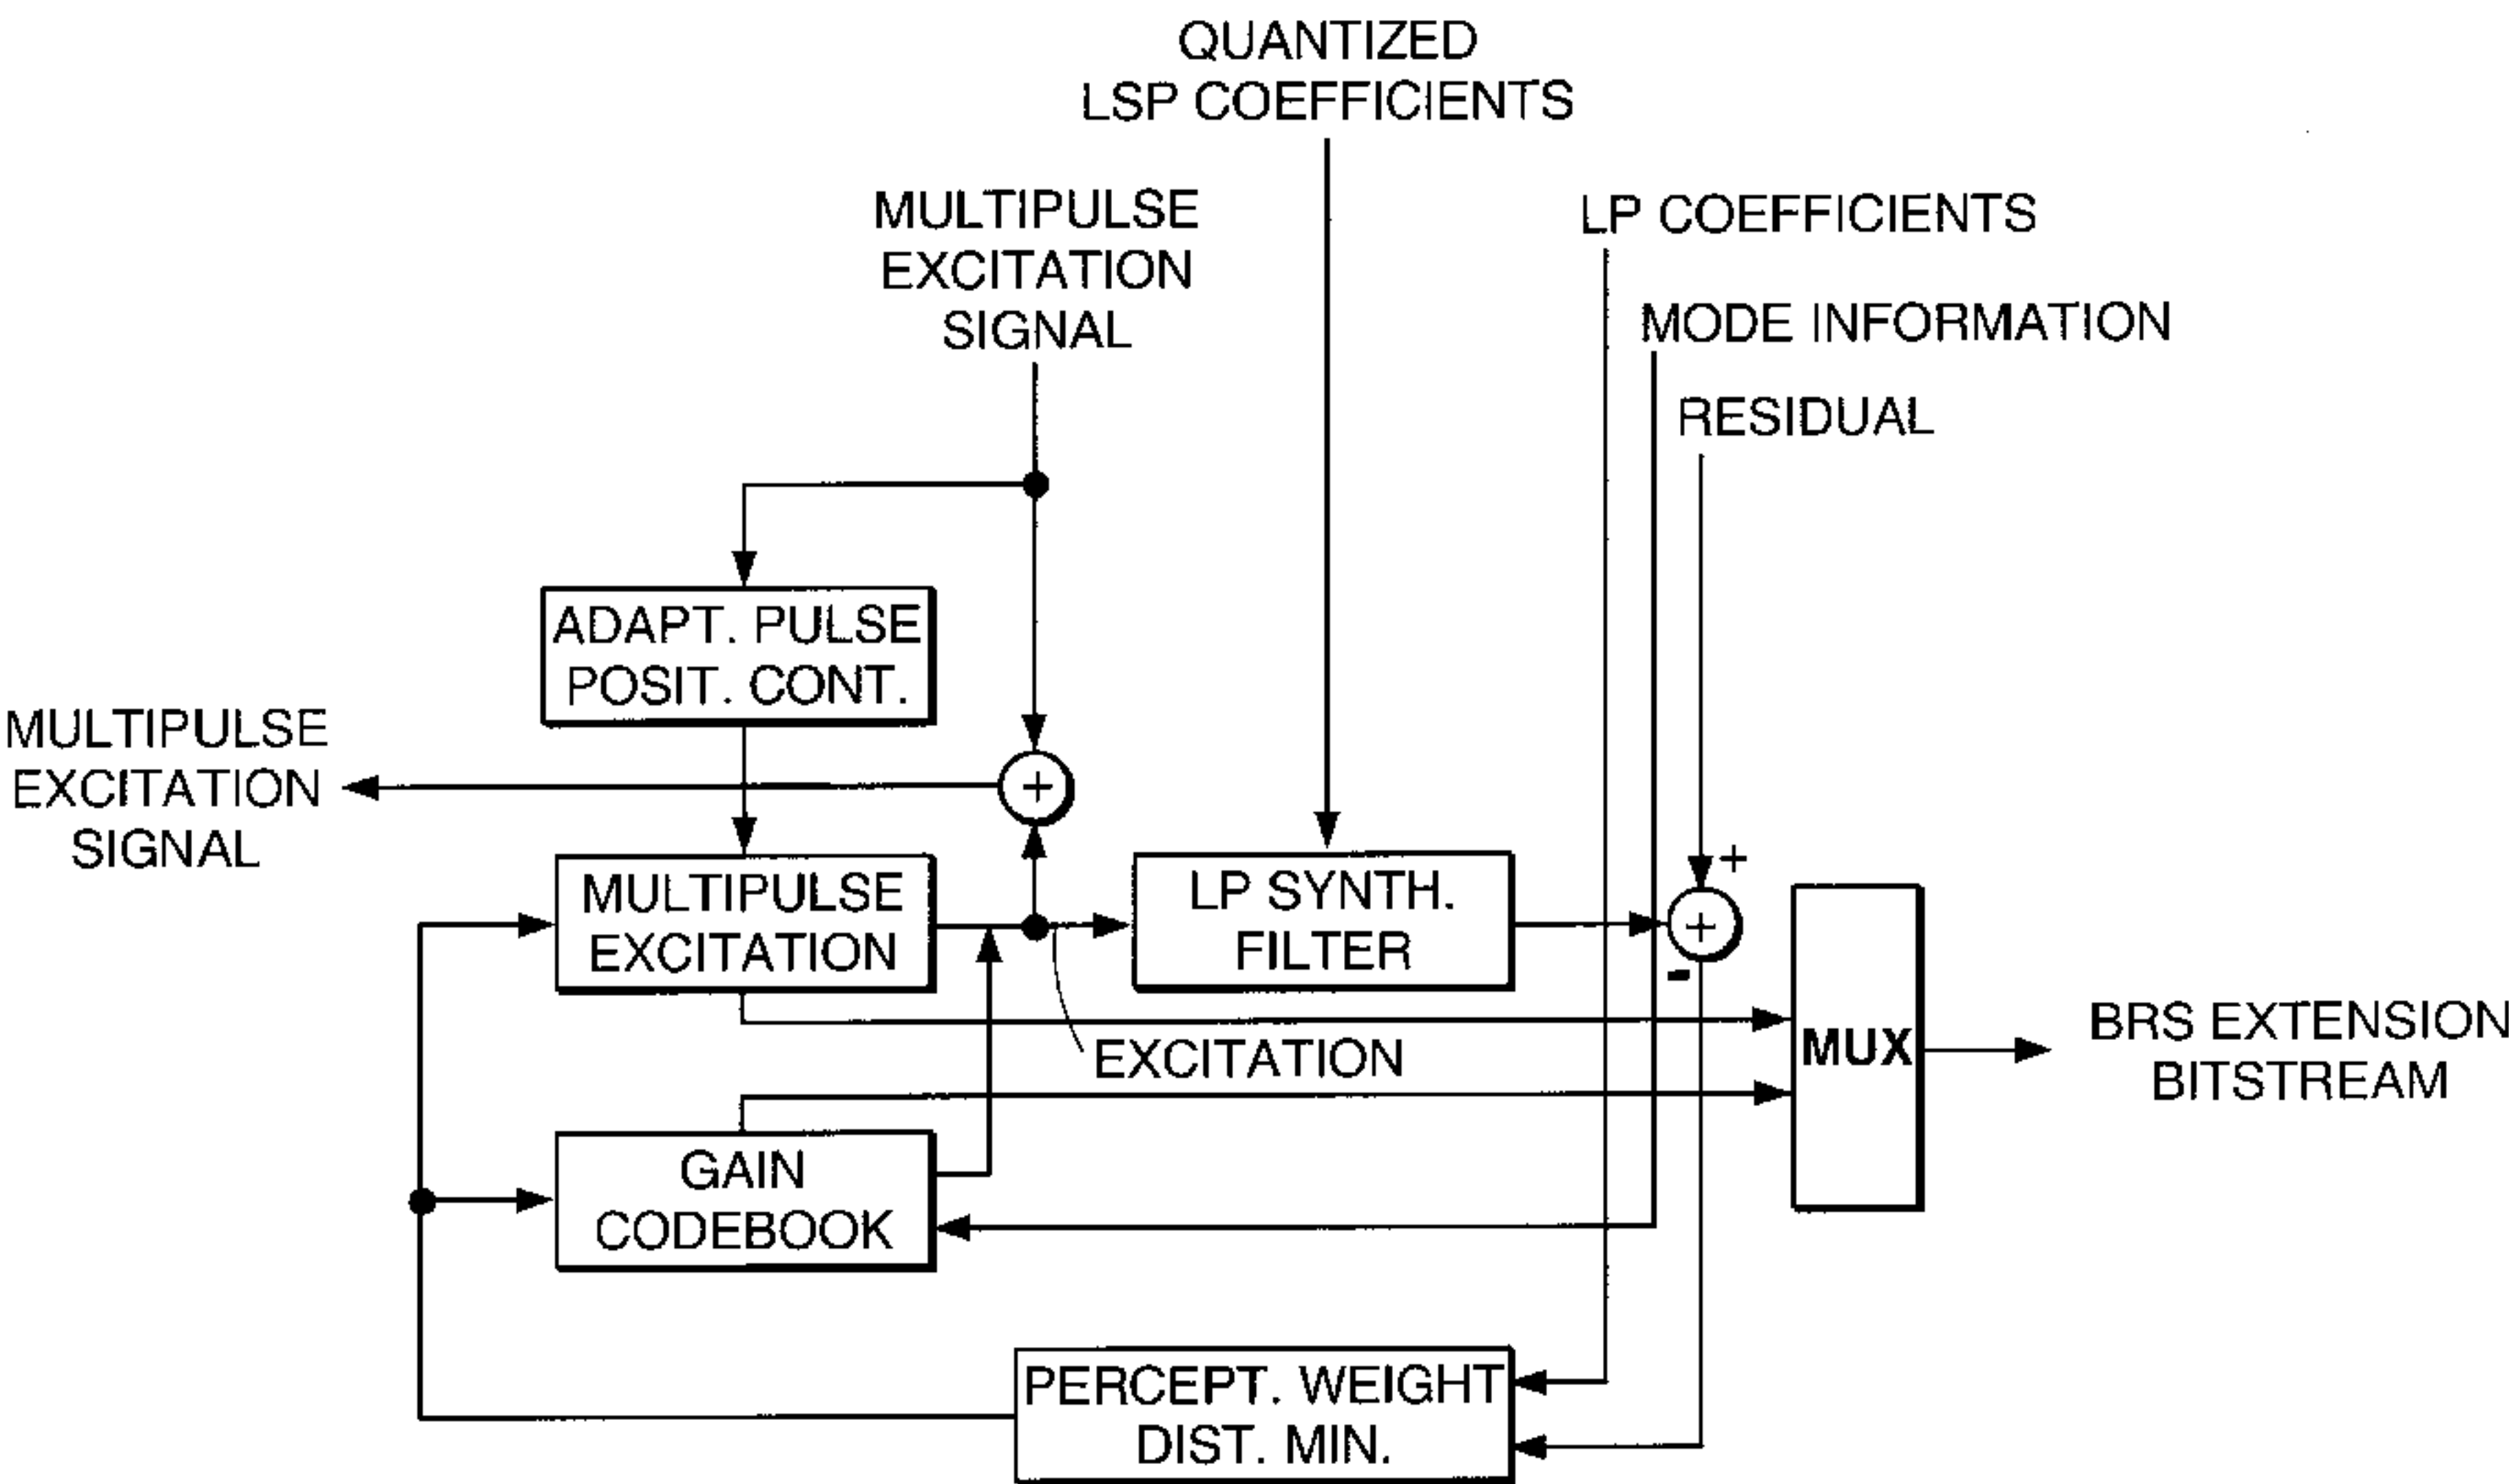 QUANTIZED
LSP COEFFICIENTS
MULTIPULSE
EXCITATION
SIGNAL
LP COEFFICIENTS
MODE INFORMATION
RESIDUAL
ADAPT. PULSE
POSIT. CONT.
MULTIPULSE
EXCITATION
SIGNAL
+
MULTIPULSE
EXCITATION
LP SYNTH.
FILTER
+
+
-
EXCITATION
MUX
BRS EXTENSION
BITSTREAM
GAIN
CODEBOOK
PERCEPT. WEIGHT
DIST. MIN.